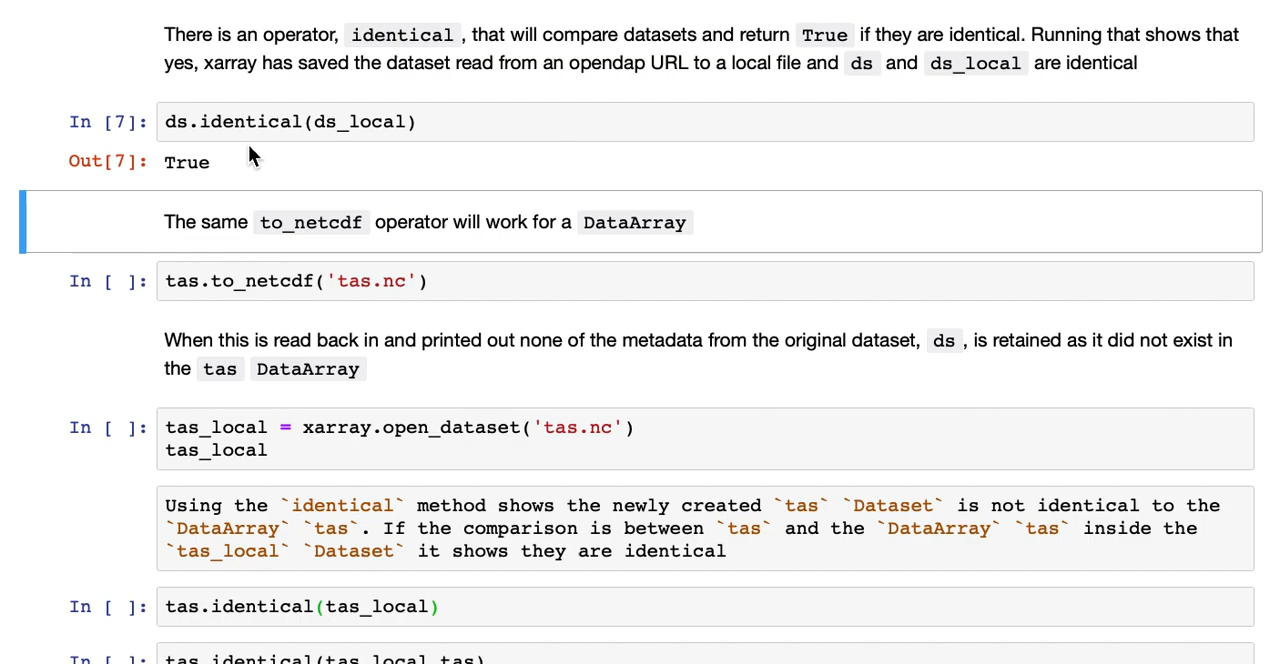 There is an operator, identical , that will compare datasets and return True if they are identical. Running that shows that
yes, xarray has saved the dataset read from an opendap URL to a local file and ds and ds_local are identical
In [7]: ds.identical(ds_local)
Out[7]: True
The same to_netcdf operator will work for a DataArray
In [ ]: tas.to_netcdf('tas.nc')
When this is read back in and printed out none of the metadata from the original dataset, ds , is retained as it did not exist in
the tas DataArray
In [ ]: tas_local = xarray.open_dataset('tas.nc')
tas_local
Using the `identical` method shows the newly created `tas` `Dataset` is not identical to the
`DataArray` `tas`. If the comparison is between `tas` and the `DataArray` `tas` inside the
`tas_local` `Dataset` it shows they are identical
In [ ]: tas.identical(tas_local)
In [ ]: tas.identical(tas_local.tas)